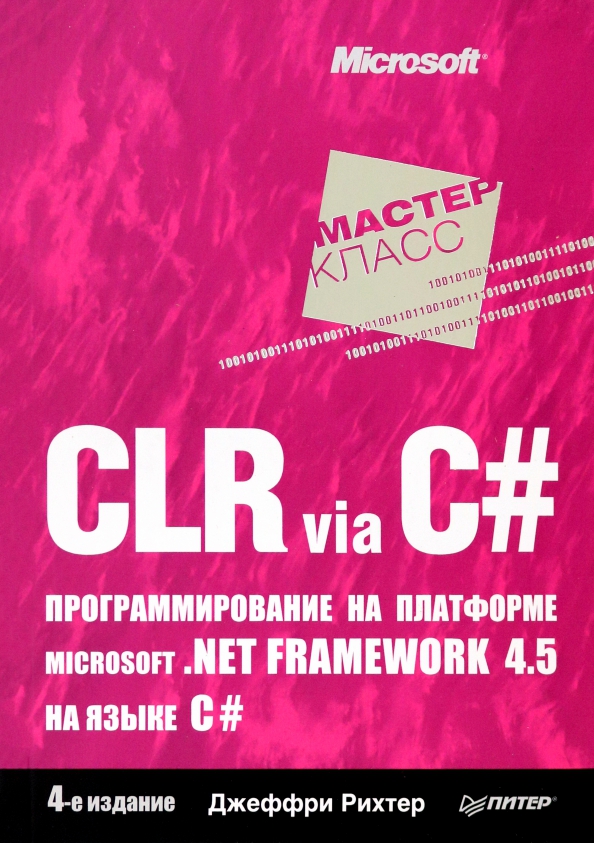 Microsoft®
МАСТЕР
КЛАСС
CLR via C#
ПРОГРАММИРОВАНИЕ НА ПЛАТФОРМЕ
MICROSOFT .NET FRAMEWORK 4.5
НА ЯЗЫКЕ C#
4-е издание Джеффри Рихтер ПИТЕР®